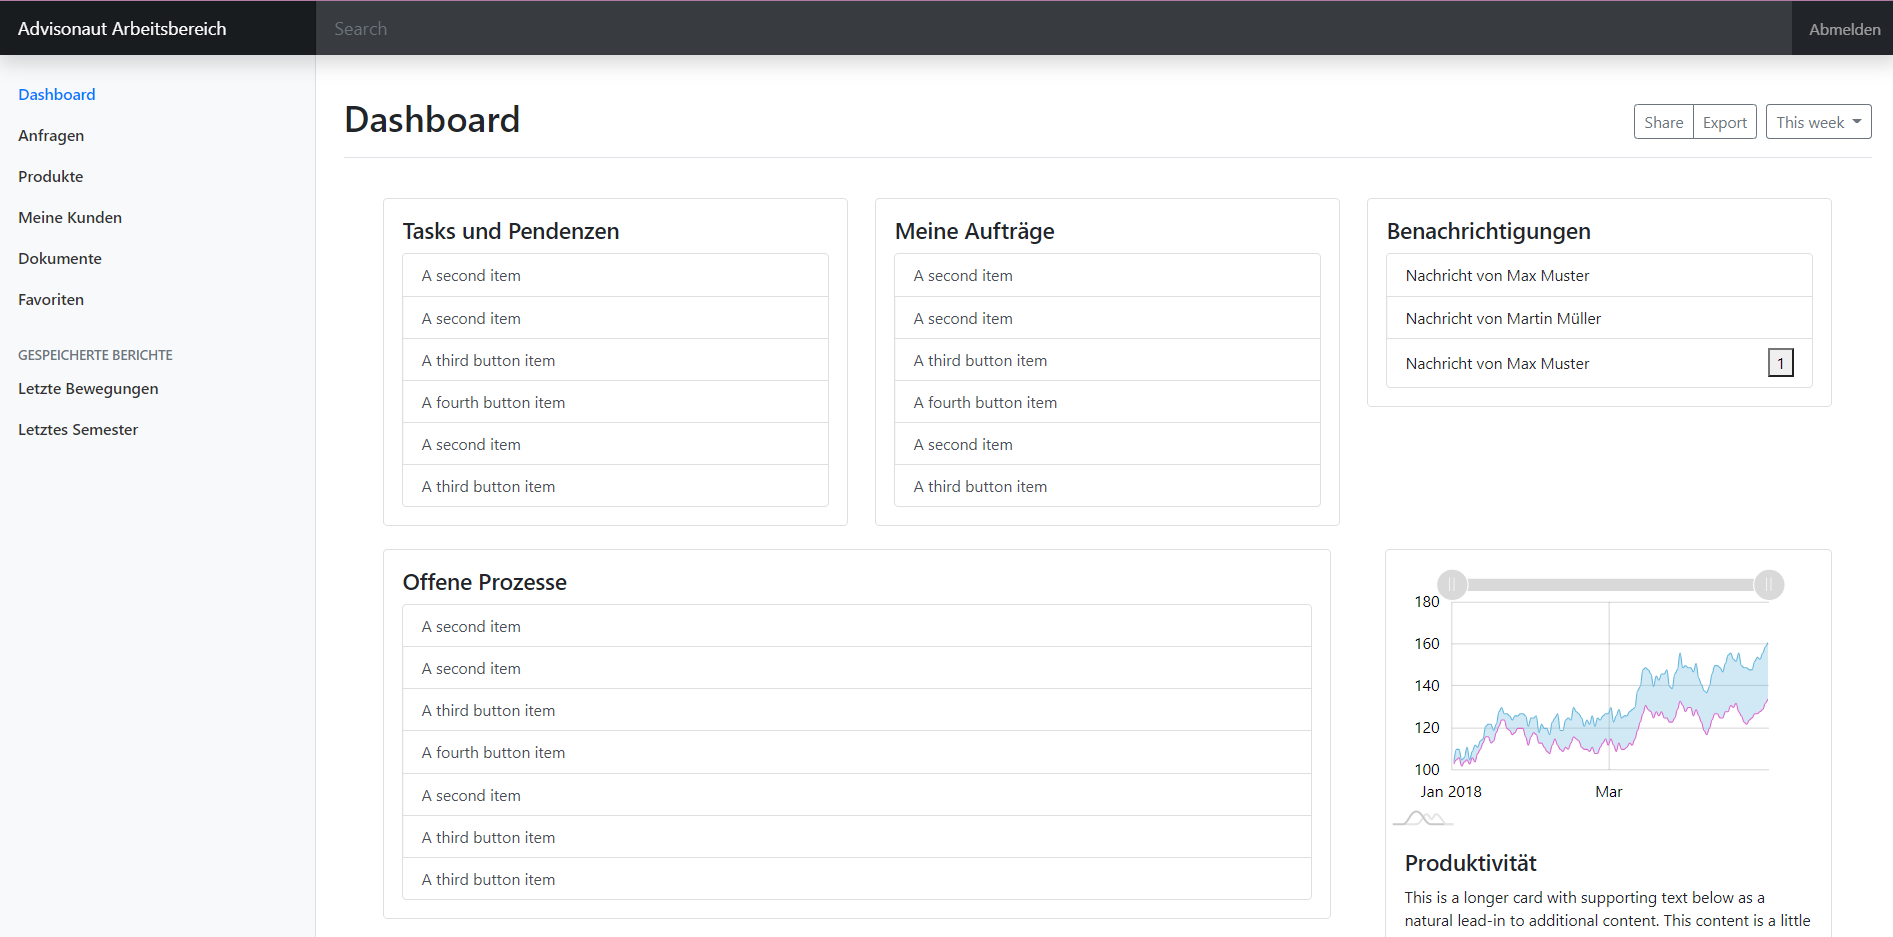 Advisonaut Arbeitsbereich
Search
Abmelden
Dashboard
Anfragen
Produkte
Meine Kunden
Dokumente
Favoriten
GESPEICHERTE BERICHTE
Letzte Bewegungen
Letztes Semester
Dashboard
Share
Export
This week
Tasks und Pendenzen
A second item
A second item
A third button item
A fourth button item
A second item
A third button item
Meine Aufträge
A second item
A second item
A third button item
A fourth button item
A second item
A third button item
Benachrichtigungen
Nachricht von Max Muster
Nachricht von Martin Müller
Nachricht von Max Muster 1
Offene Prozesse
A second item
A second item
A third button item
A fourth button item
A second item
A third button item
A third button item
180
160
140
120
100
Jan 2018 Mar
Produktivität
This is a longer card with supporting text below as a
natural lead-in to additional content. This content is a little